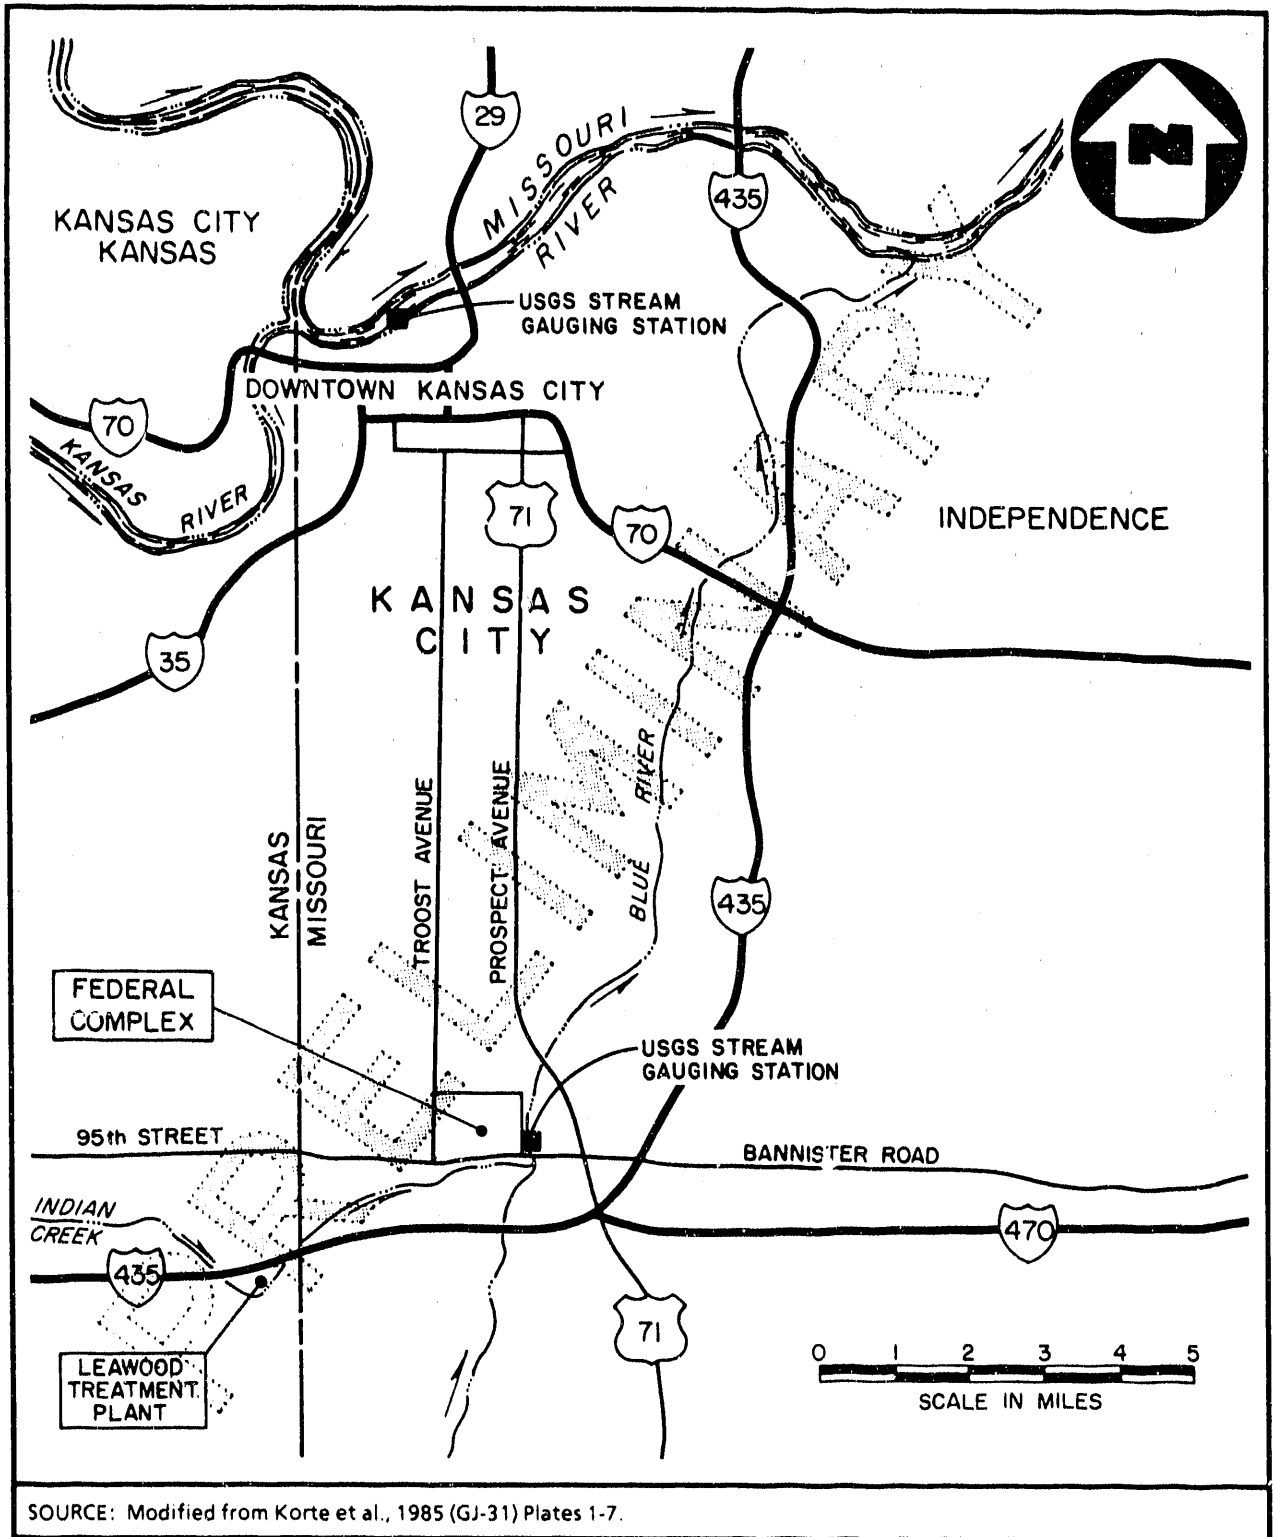 29
MISSOURI
RIVER
435
N
KANSAS CITY
KANSAS
USGS STREAM
GAUGING STATION
DOWNTOWN KANSAS CITY
70
KANSAS
RIVER
71
70
INDEPENDENCE
KANSAS
CITY
35
BLUE RIVER
TROOST AVENUE
PROSPECT AVENUE
KANSAS
MISSOURI
435
FEDERAL
COMPLEX
USGS STREAM
GAUGING STATION
95th STREET
BANNISTER ROAD
INDIAN
CREEK
435
470
71
LEAWOOD
TREATMENT
PLANT
0 1 2 3 4 5
SCALE IN MILES
PRELIMINARY
SOURCE: Modified from Korte et al., 1985 (GJ-31) Plates 1-7.